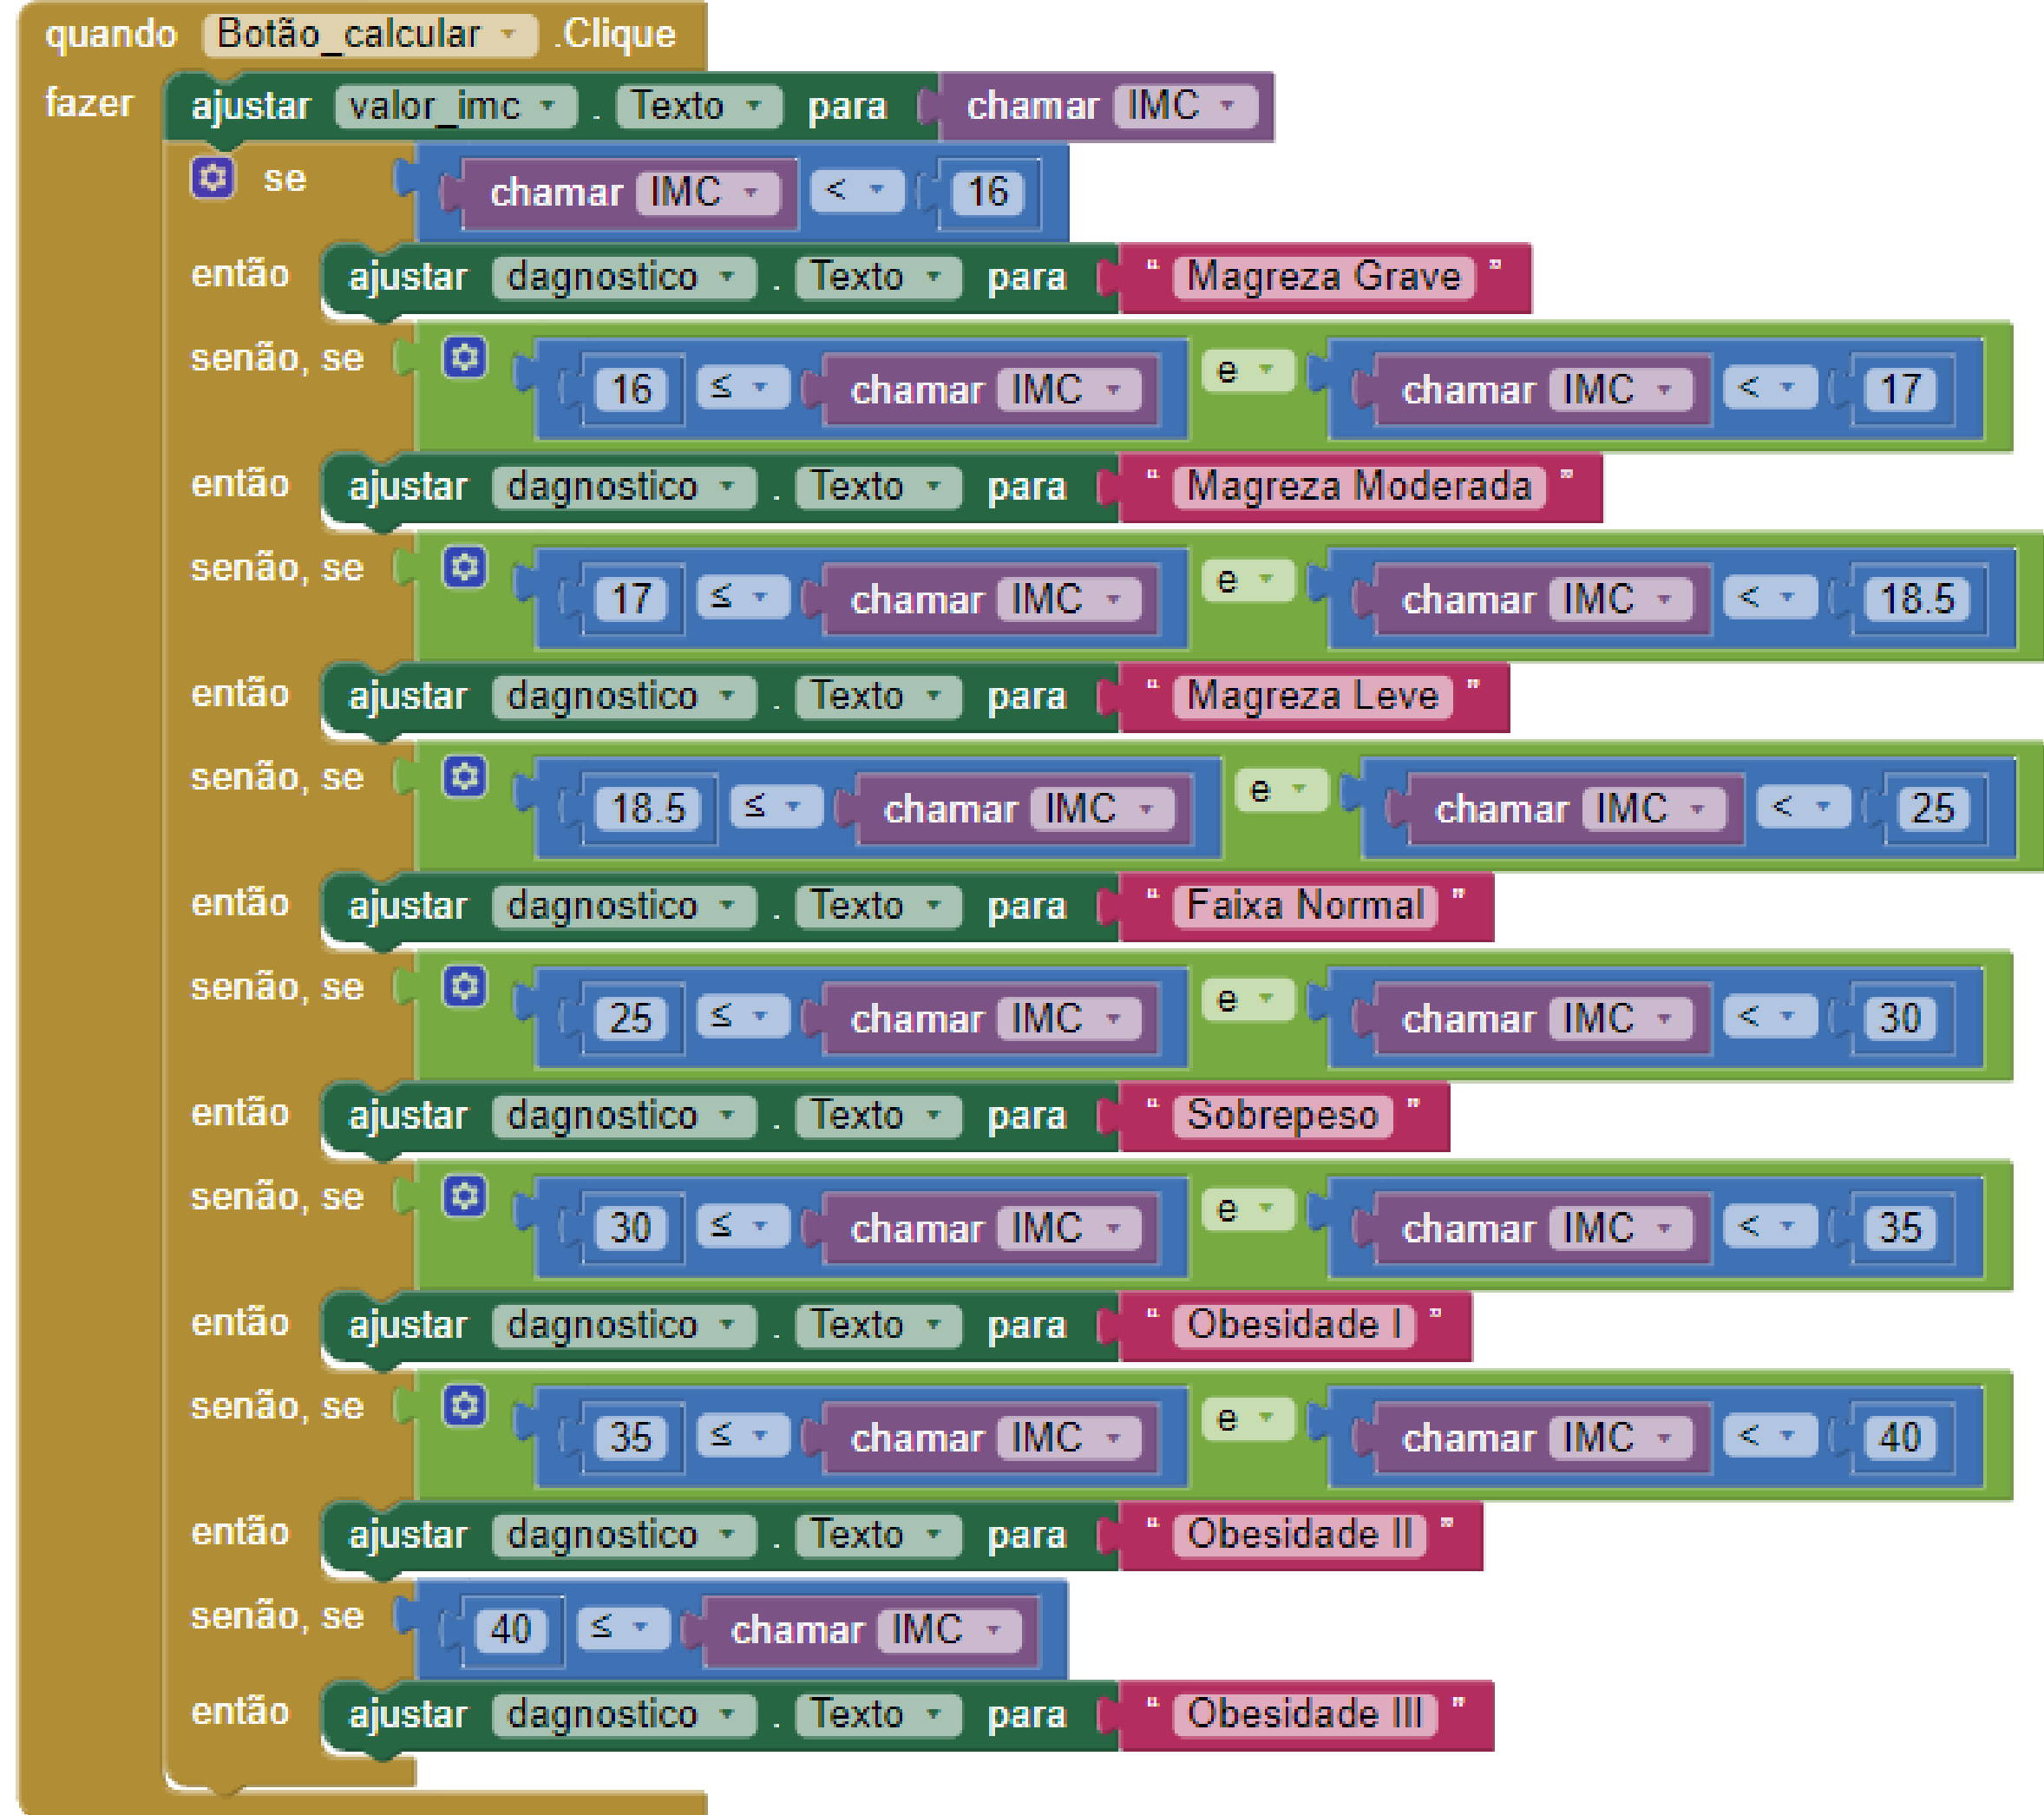 quando Botão_calcular .Clique
fazer ajustar valor_imc . Texto para chamar IMC
se chamar IMC < 16
então ajustar dagnostico . Texto para “ Magreza Grave ”
senão, se 16 ≤ chamar IMC e chamar IMC < 17
então ajustar dagnostico . Texto para “ Magreza Moderada ”
senão, se 17 ≤ chamar IMC e chamar IMC < 18.5
então ajustar dagnostico . Texto para “ Magreza Leve ”
senão, se 18.5 ≤ chamar IMC e chamar IMC < 25
então ajustar dagnostico . Texto para “ Faixa Normal ”
senão, se 25 ≤ chamar IMC e chamar IMC < 30
então ajustar dagnostico . Texto para “ Sobrepeso ”
senão, se 30 ≤ chamar IMC e chamar IMC < 35
então ajustar dagnostico . Texto para “ Obesidade I ”
senão, se 35 ≤ chamar IMC e chamar IMC < 40
então ajustar dagnostico . Texto para “ Obesidade II ”
senão, se 40 ≤ chamar IMC
então ajustar dagnostico . Texto para “ Obesidade III ”